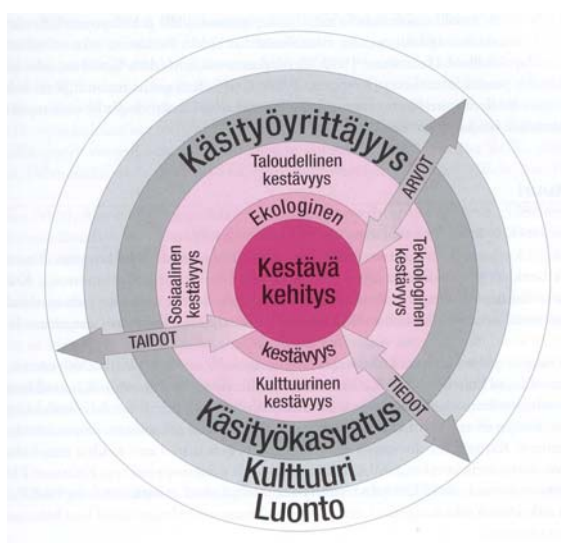 Käsityöyrittäjyys
Taloudellinen
kestävyys
ARVOT
Ekologinen
Kestävä
kehitys
Teknologinen
kestävyys
Sosiaalinen
kestävyys
TAIDOT
kestävyys
Kulttuurinen
kestävyys
TIEDOT
Käsityökasvatus
Kulttuuri
Luonto